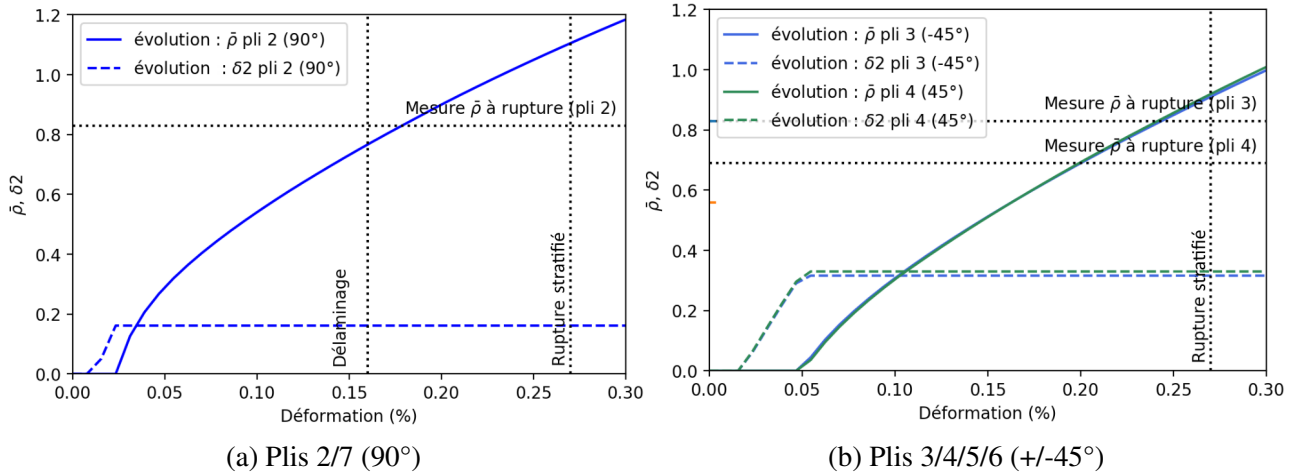 1.2
1.0
0.8
0.6
0.4
0.2
0.0
ρ̄, δ2
évolution : ρ̄ pli 2 (90°)
évolution : δ2 pli 2 (90°)
Mesure ρ̄ à rupture (pli 2)
Délaminage
Rupture stratifié
0.00 0.05 0.10 0.15 0.20 0.25 0.30
Déformation (%)
(a) Plis 2/7 (90°)
1.2
1.0
0.8
0.6
0.4
0.2
0.0
ρ̄, δ2
évolution : ρ̄ pli 3 (-45°)
évolution : δ2 pli 3 (-45°)
évolution : ρ̄ pli 4 (45°)
évolution : δ2 pli 4 (45°)
Mesure ρ̄ à rupture (pli 3)
Mesure ρ̄ à rupture (pli 4)
Rupture stratifié
0.00 0.05 0.10 0.15 0.20 0.25 0.30
Déformation (%)
(b) Plis 3/4/5/6 (+/-45°)